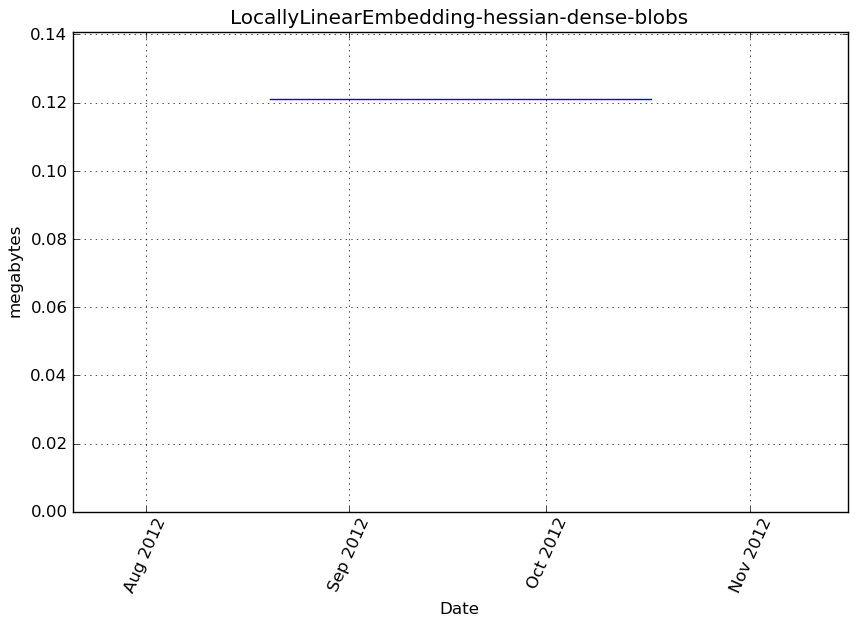 LocallyLinearEmbedding-hessian-dense-blobs
0.14
0.12
0.10
0.08
0.06
0.04
0.02
0.00
megabytes
Aug 2012
Sep 2012
Oct 2012
Nov 2012
Date